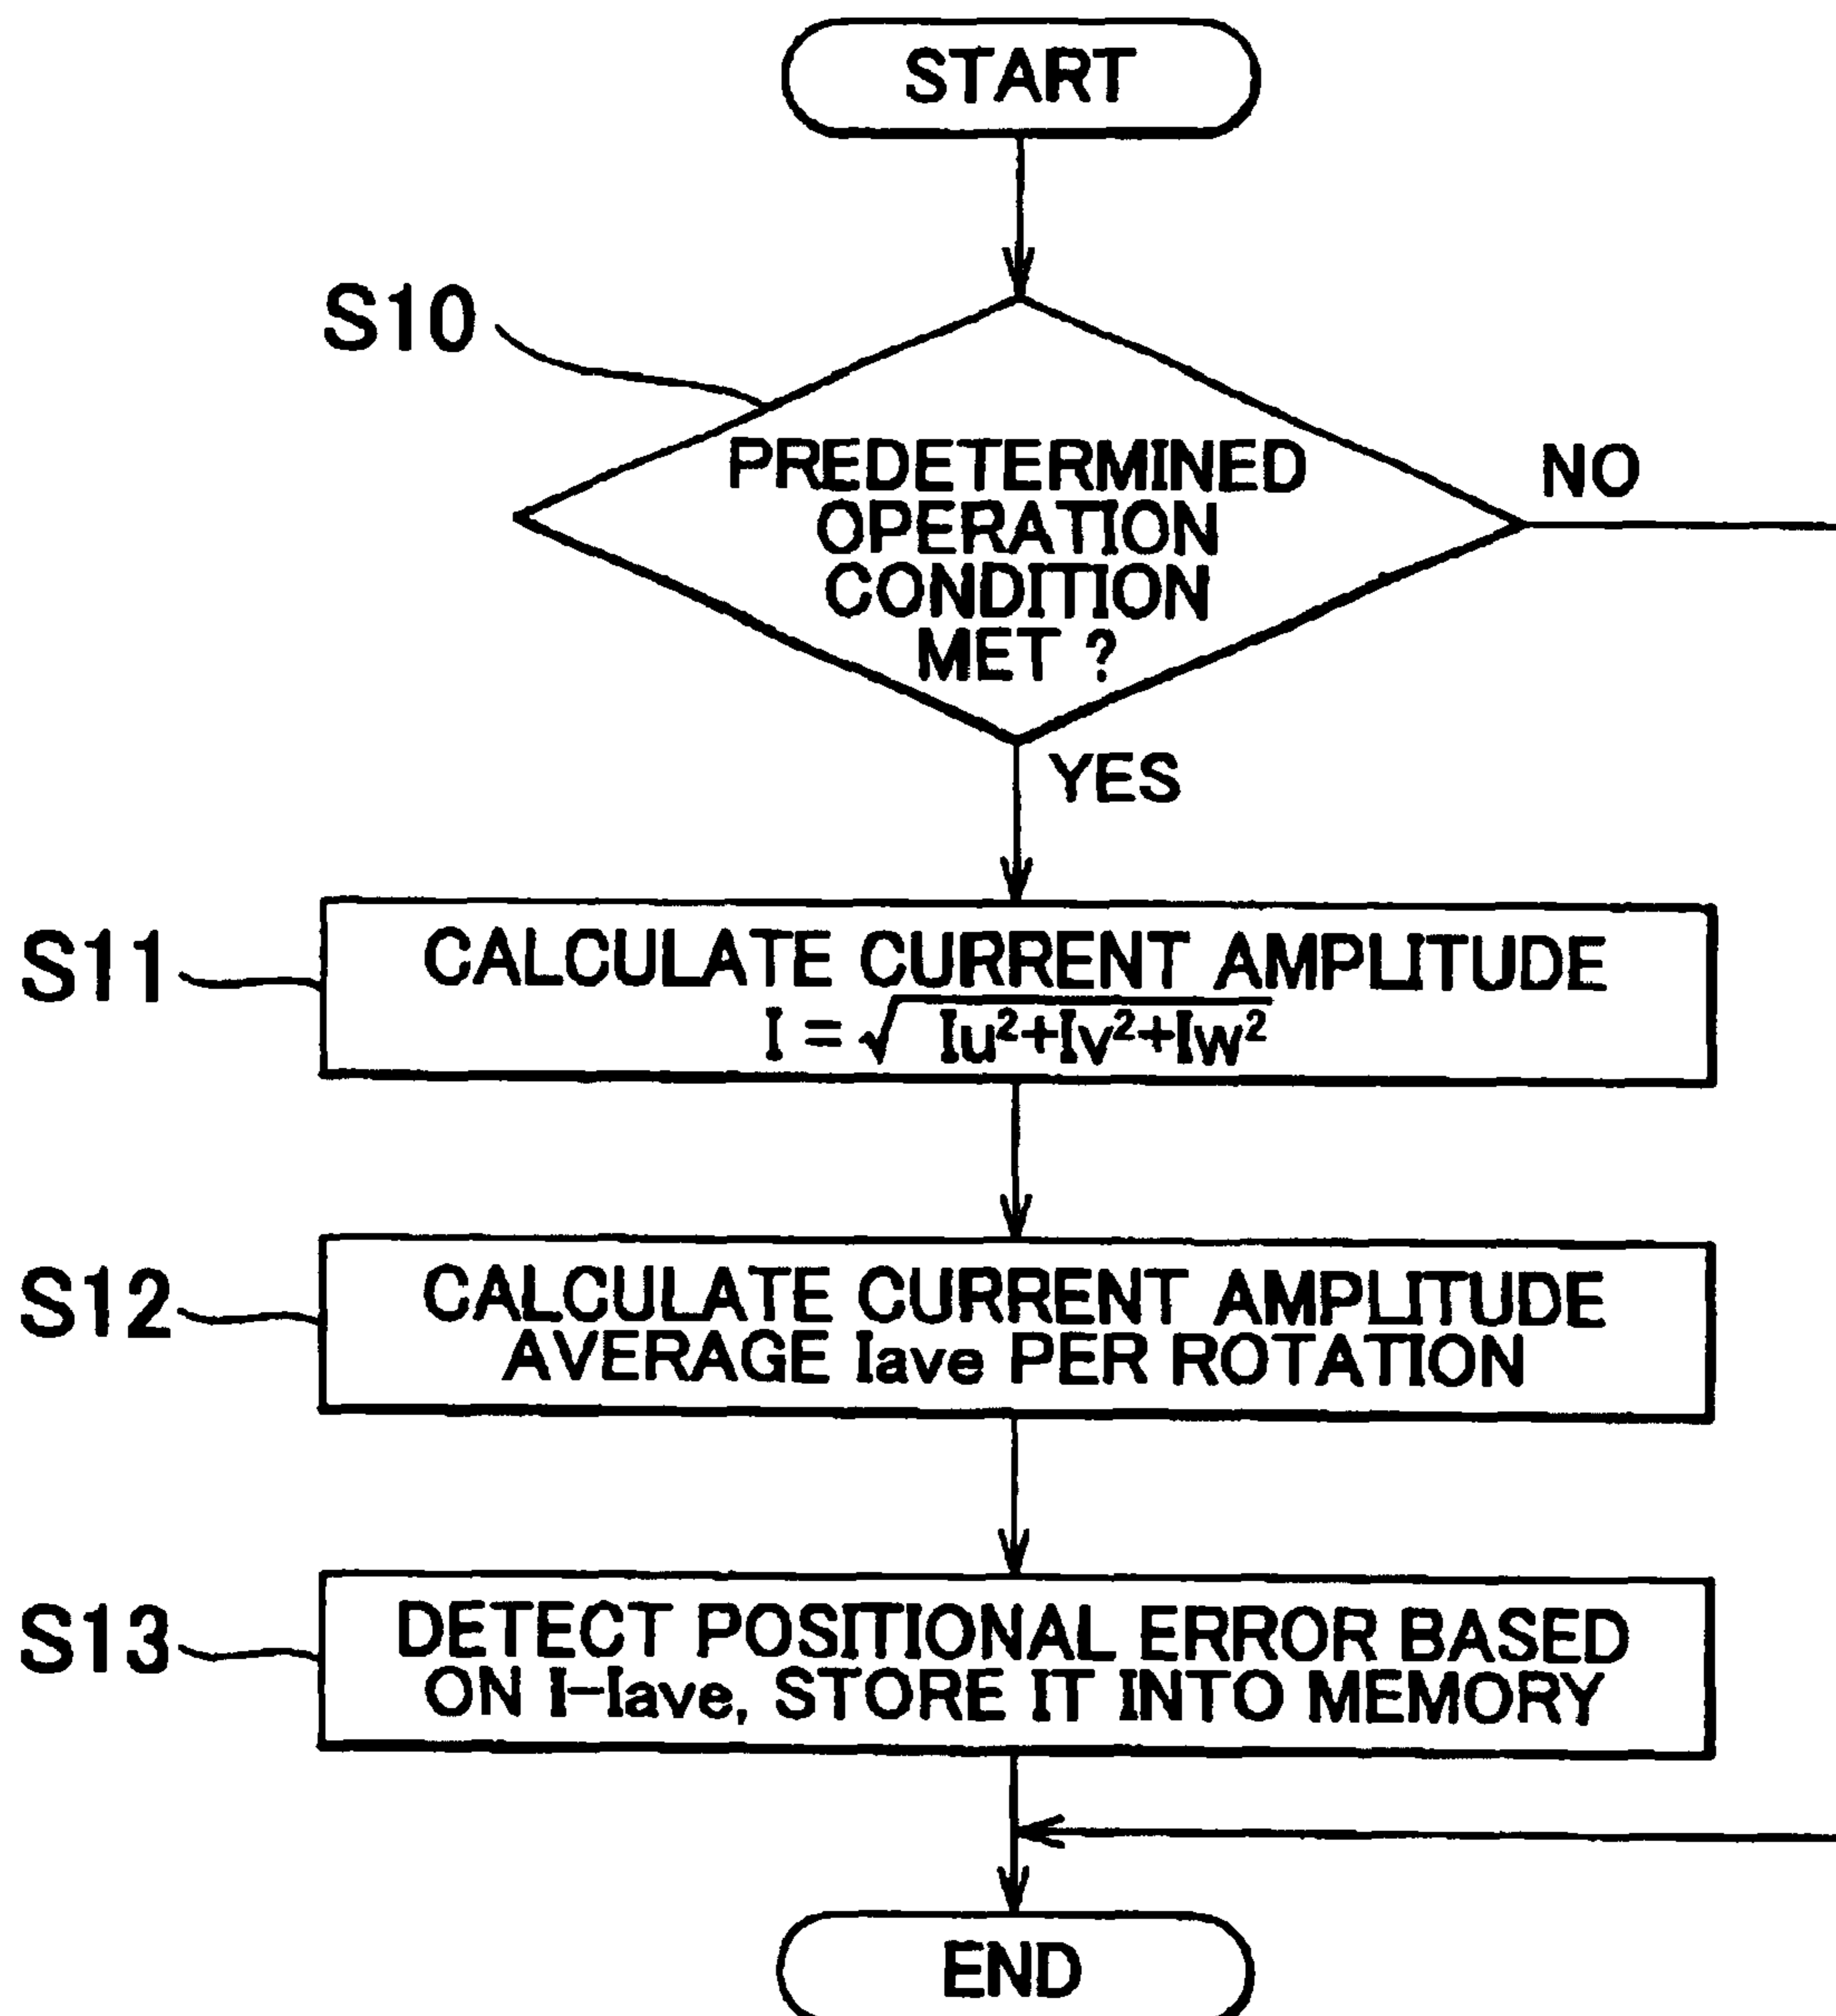 START
S10
PREDETERMINED
OPERATION
CONDITION
MET ?
NO
YES
S11
CALCULATE CURRENT AMPLITUDE
I = √Iu²+Iv²+Iw²
S12
CALCULATE CURRENT AMPLITUDE
AVERAGE Iave PER ROTATION
S13
DETECT POSITIONAL ERROR BASED
ON I-Iave, STORE IT INTO MEMORY
END